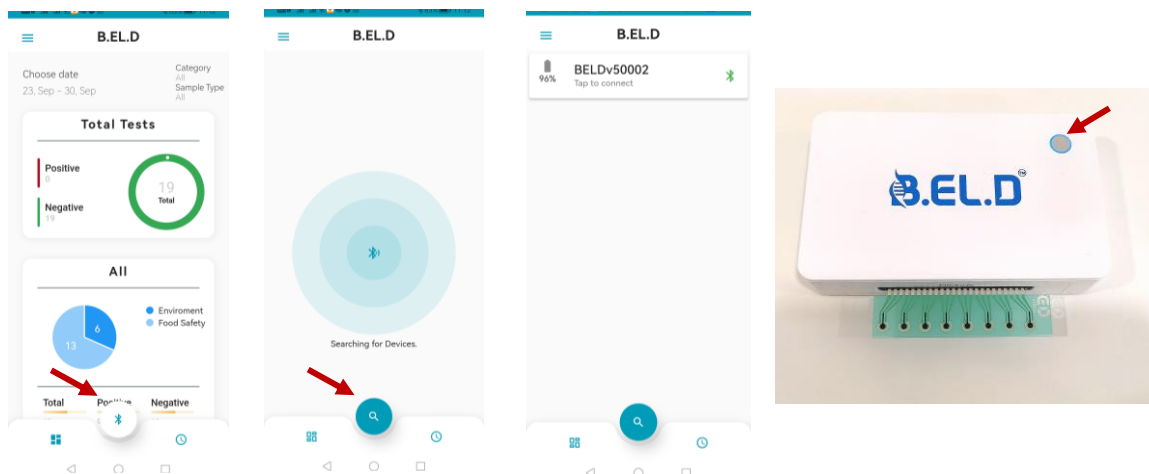 B.EL.D
Choose date
23, Sep - 30, Sep
Category
All
Sample Type
All
Total Tests
Positive
0
Negative
19
19
Total
All
6
13
Enviroment
Food Safety
Total
Negative
B.EL.D
Searching for Devices.
B.EL.D
96%
BELDv50002
Tap to connect
B.EL.D